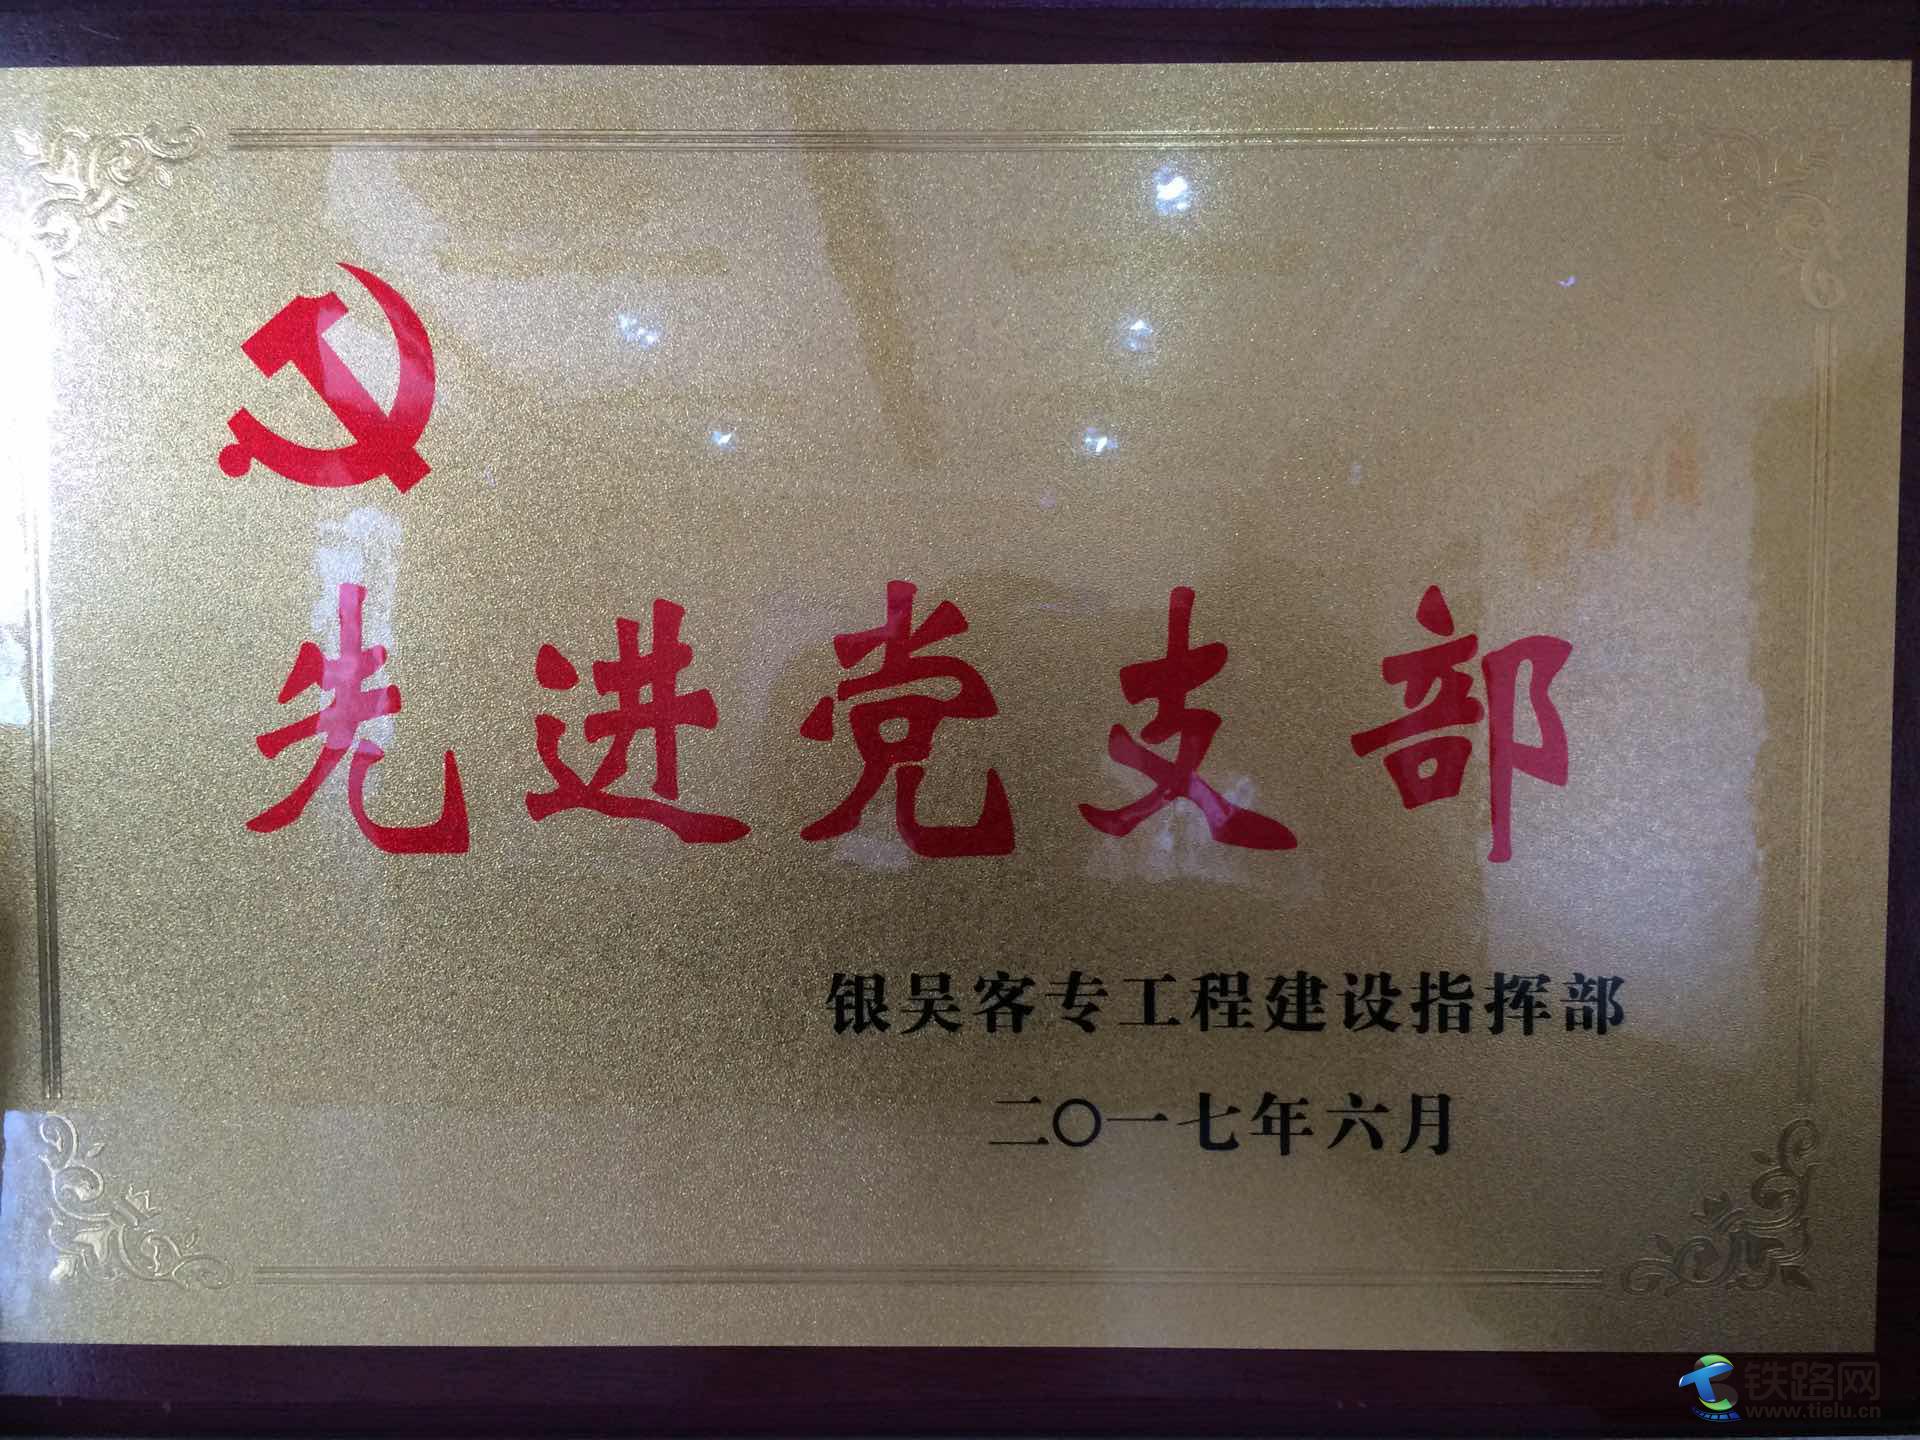 先进党支部
银吴客专工程建设指挥部
二〇一七年六月
铁路网
www.tielu.cn